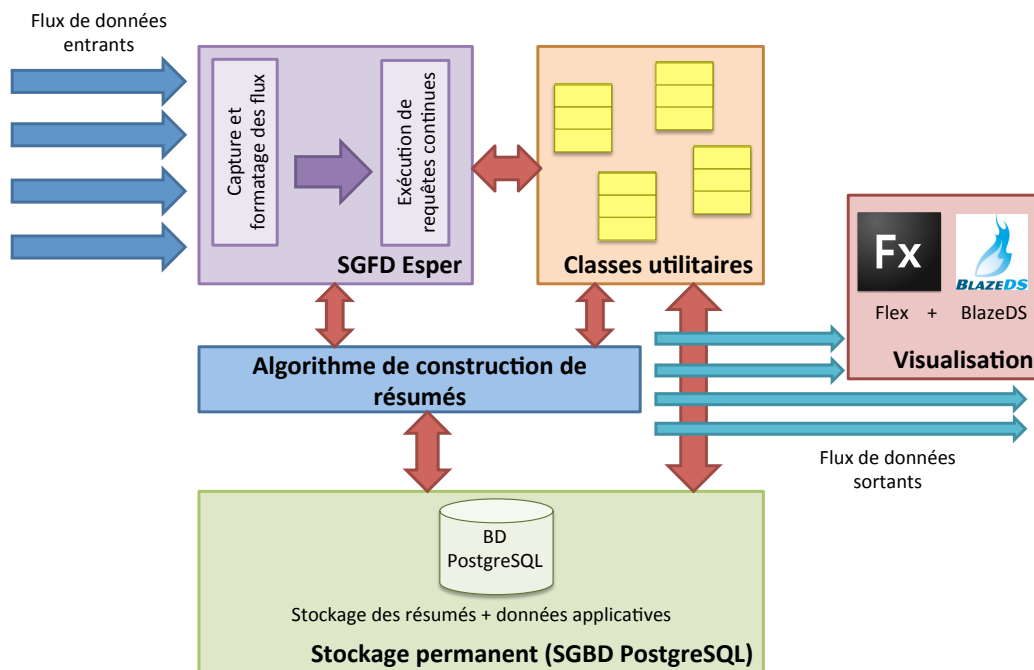 Flux de données
entrants
Capture et
formatage des flux
Exécution de
requêtes continues
SGFD Esper
Classes utilitaires
Fx
BLAZEDS
Flex + BlazeDS
Visualisation
Algorithme de construction de
résumés
Flux de données
sortants
BD
PostgreSQL
Stockage des résumés + données applicatives
Stockage permanent (SGBD PostgreSQL)